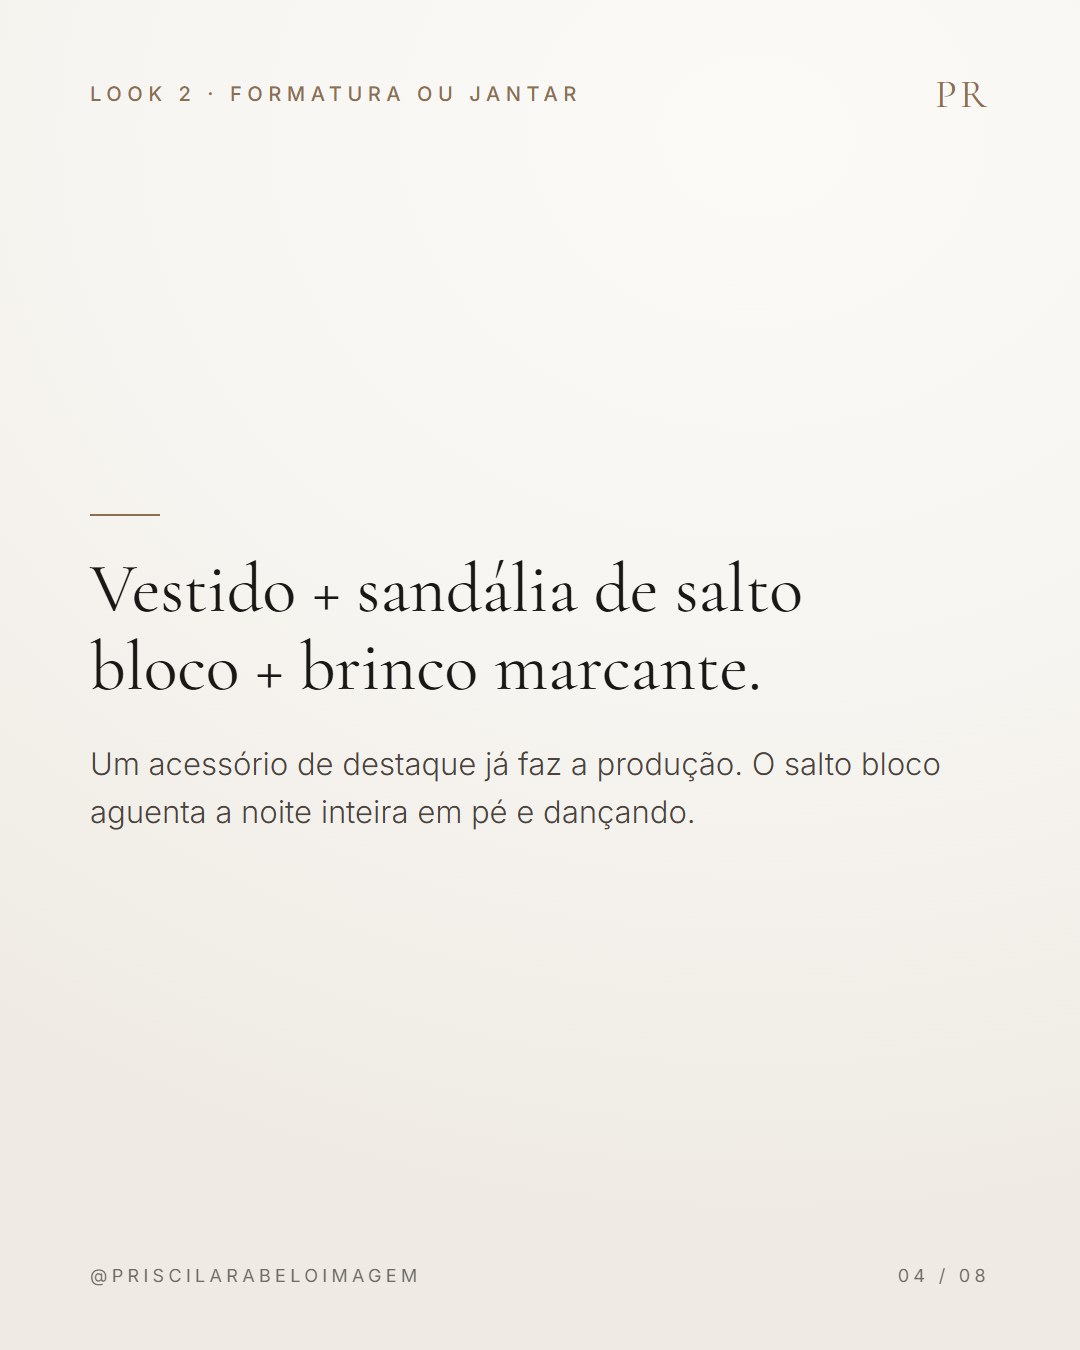 LOOK 2 · FORMATURA OU JANTAR
PR
Vestido + sandália de salto
bloco + brinco marcante.
Um acessório de destaque já faz a produção. O salto bloco
aguenta a noite inteira em pé e dançando.
@PRISCILARABELOIMAGEM
04 / 08